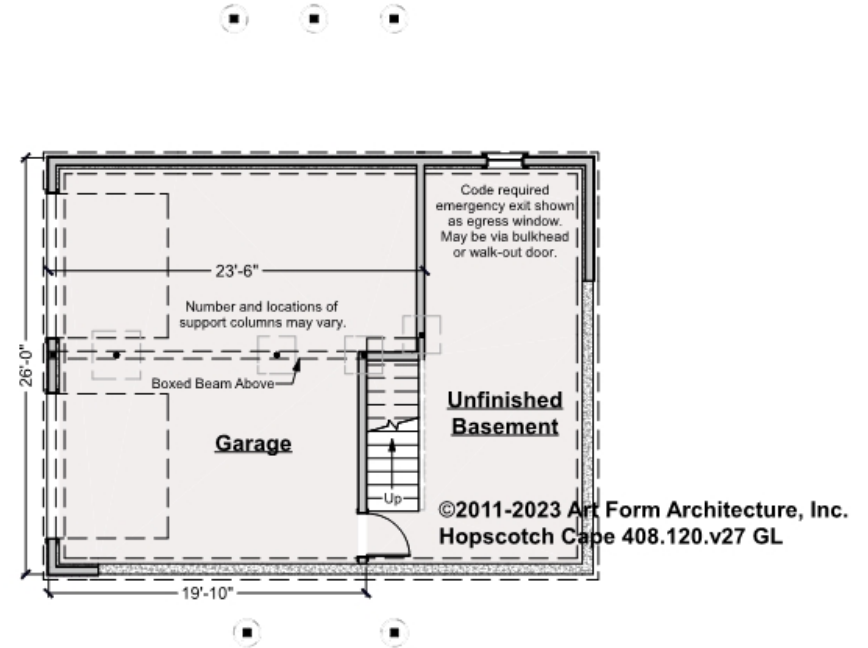 Code required
emergency exit shown
as egress window.
May be via bulkhead
or walk-out door.
23'-6"
Number and locations of
support columns may vary.
26'-0"
Boxed Beam Above
Unfinished
Basement
Garage
Up
©2011-2023 Art Form Architecture, Inc.
Hopscotch Cape 408.120.v27 GL
19'-10"